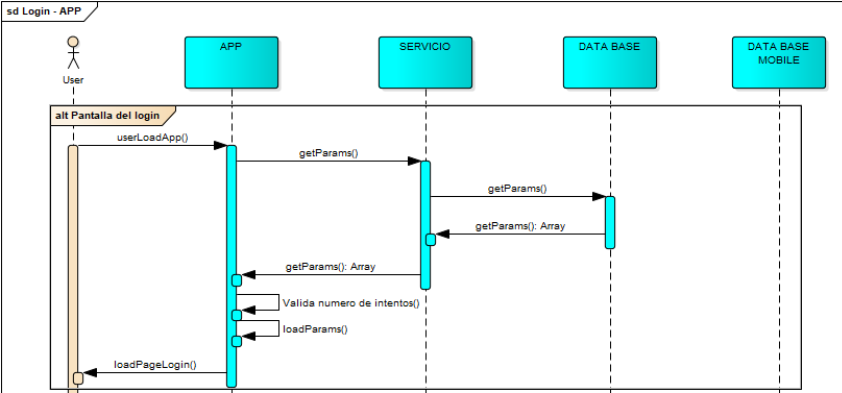 sd Login - APP
APP
SERVICIO
DATA BASE
DATA BASE
MOBILE
User
alt Pantalla del login
userLoadApp()
getParams()
getParams()
getParams(): Array
getParams(): Array
Valida numero de intentos()
loadParams()
loadPageLogin()